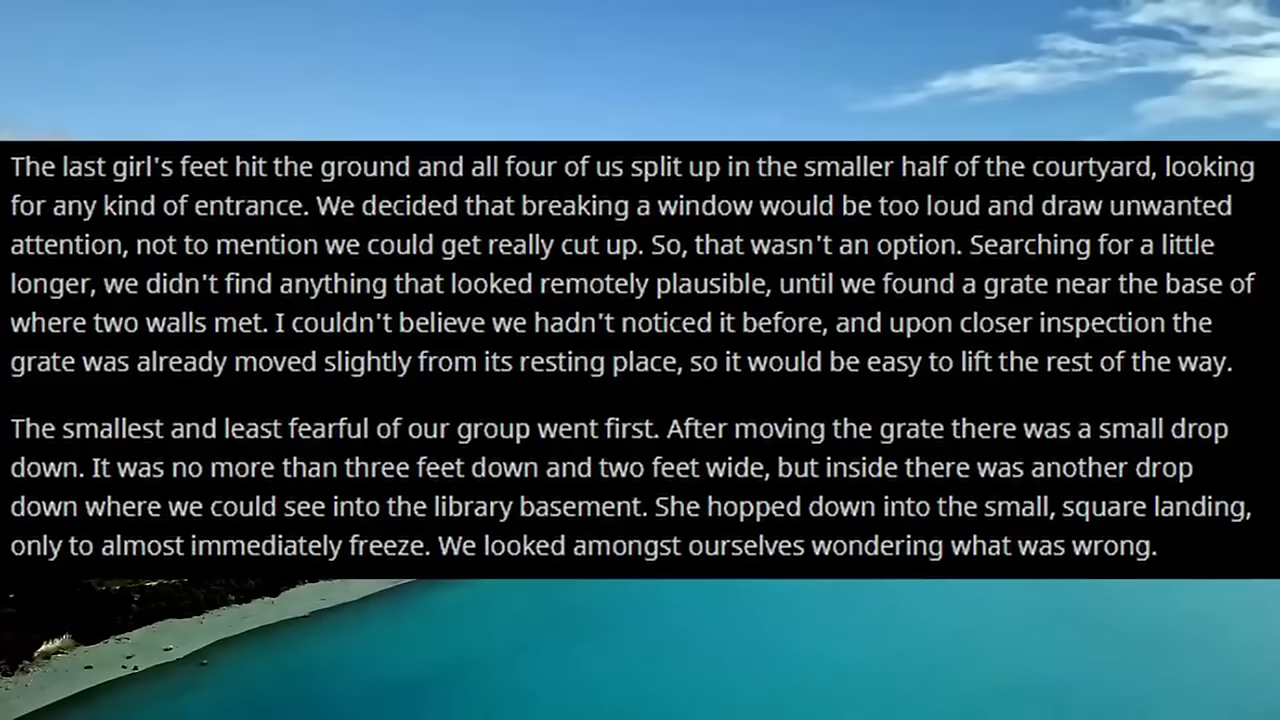 The last girl's feet hit the ground and all four of us split up in the smaller half of the courtyard, looking
for any kind of entrance. We decided that breaking a window would be too loud and draw unwanted
attention, not to mention we could get really cut up. So, that wasn't an option. Searching for a little
longer, we didn't find anything that looked remotely plausible, until we found a grate near the base of
where two walls met. I couldn't believe we hadn't noticed it before, and upon closer inspection the
grate was already moved slightly from its resting place, so it would be easy to lift the rest of the way.
The smallest and least fearful of our group went first. After moving the grate there was a small drop
down. It was no more than three feet down and two feet wide, but inside there was another drop
down where we could see into the library basement. She hopped down into the small, square landing,
only to almost immediately freeze. We looked amongst ourselves wondering what was wrong.